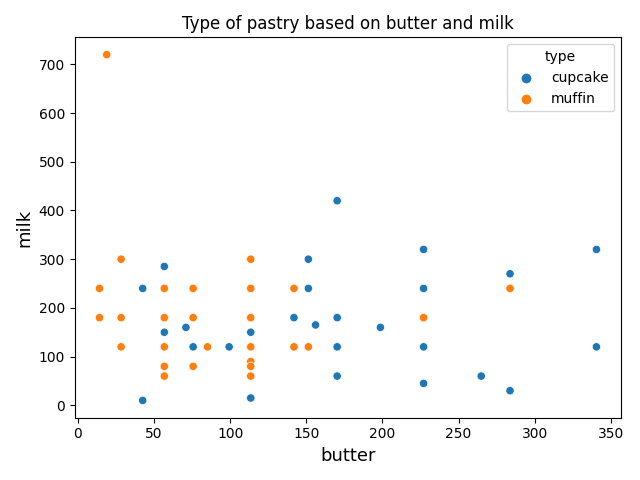 Type of pastry based on butter and milk
type
cupcake
muffin
700
600
500
400
300
200
100
0
milk
0 50 100 150 200 250 300 350
butter